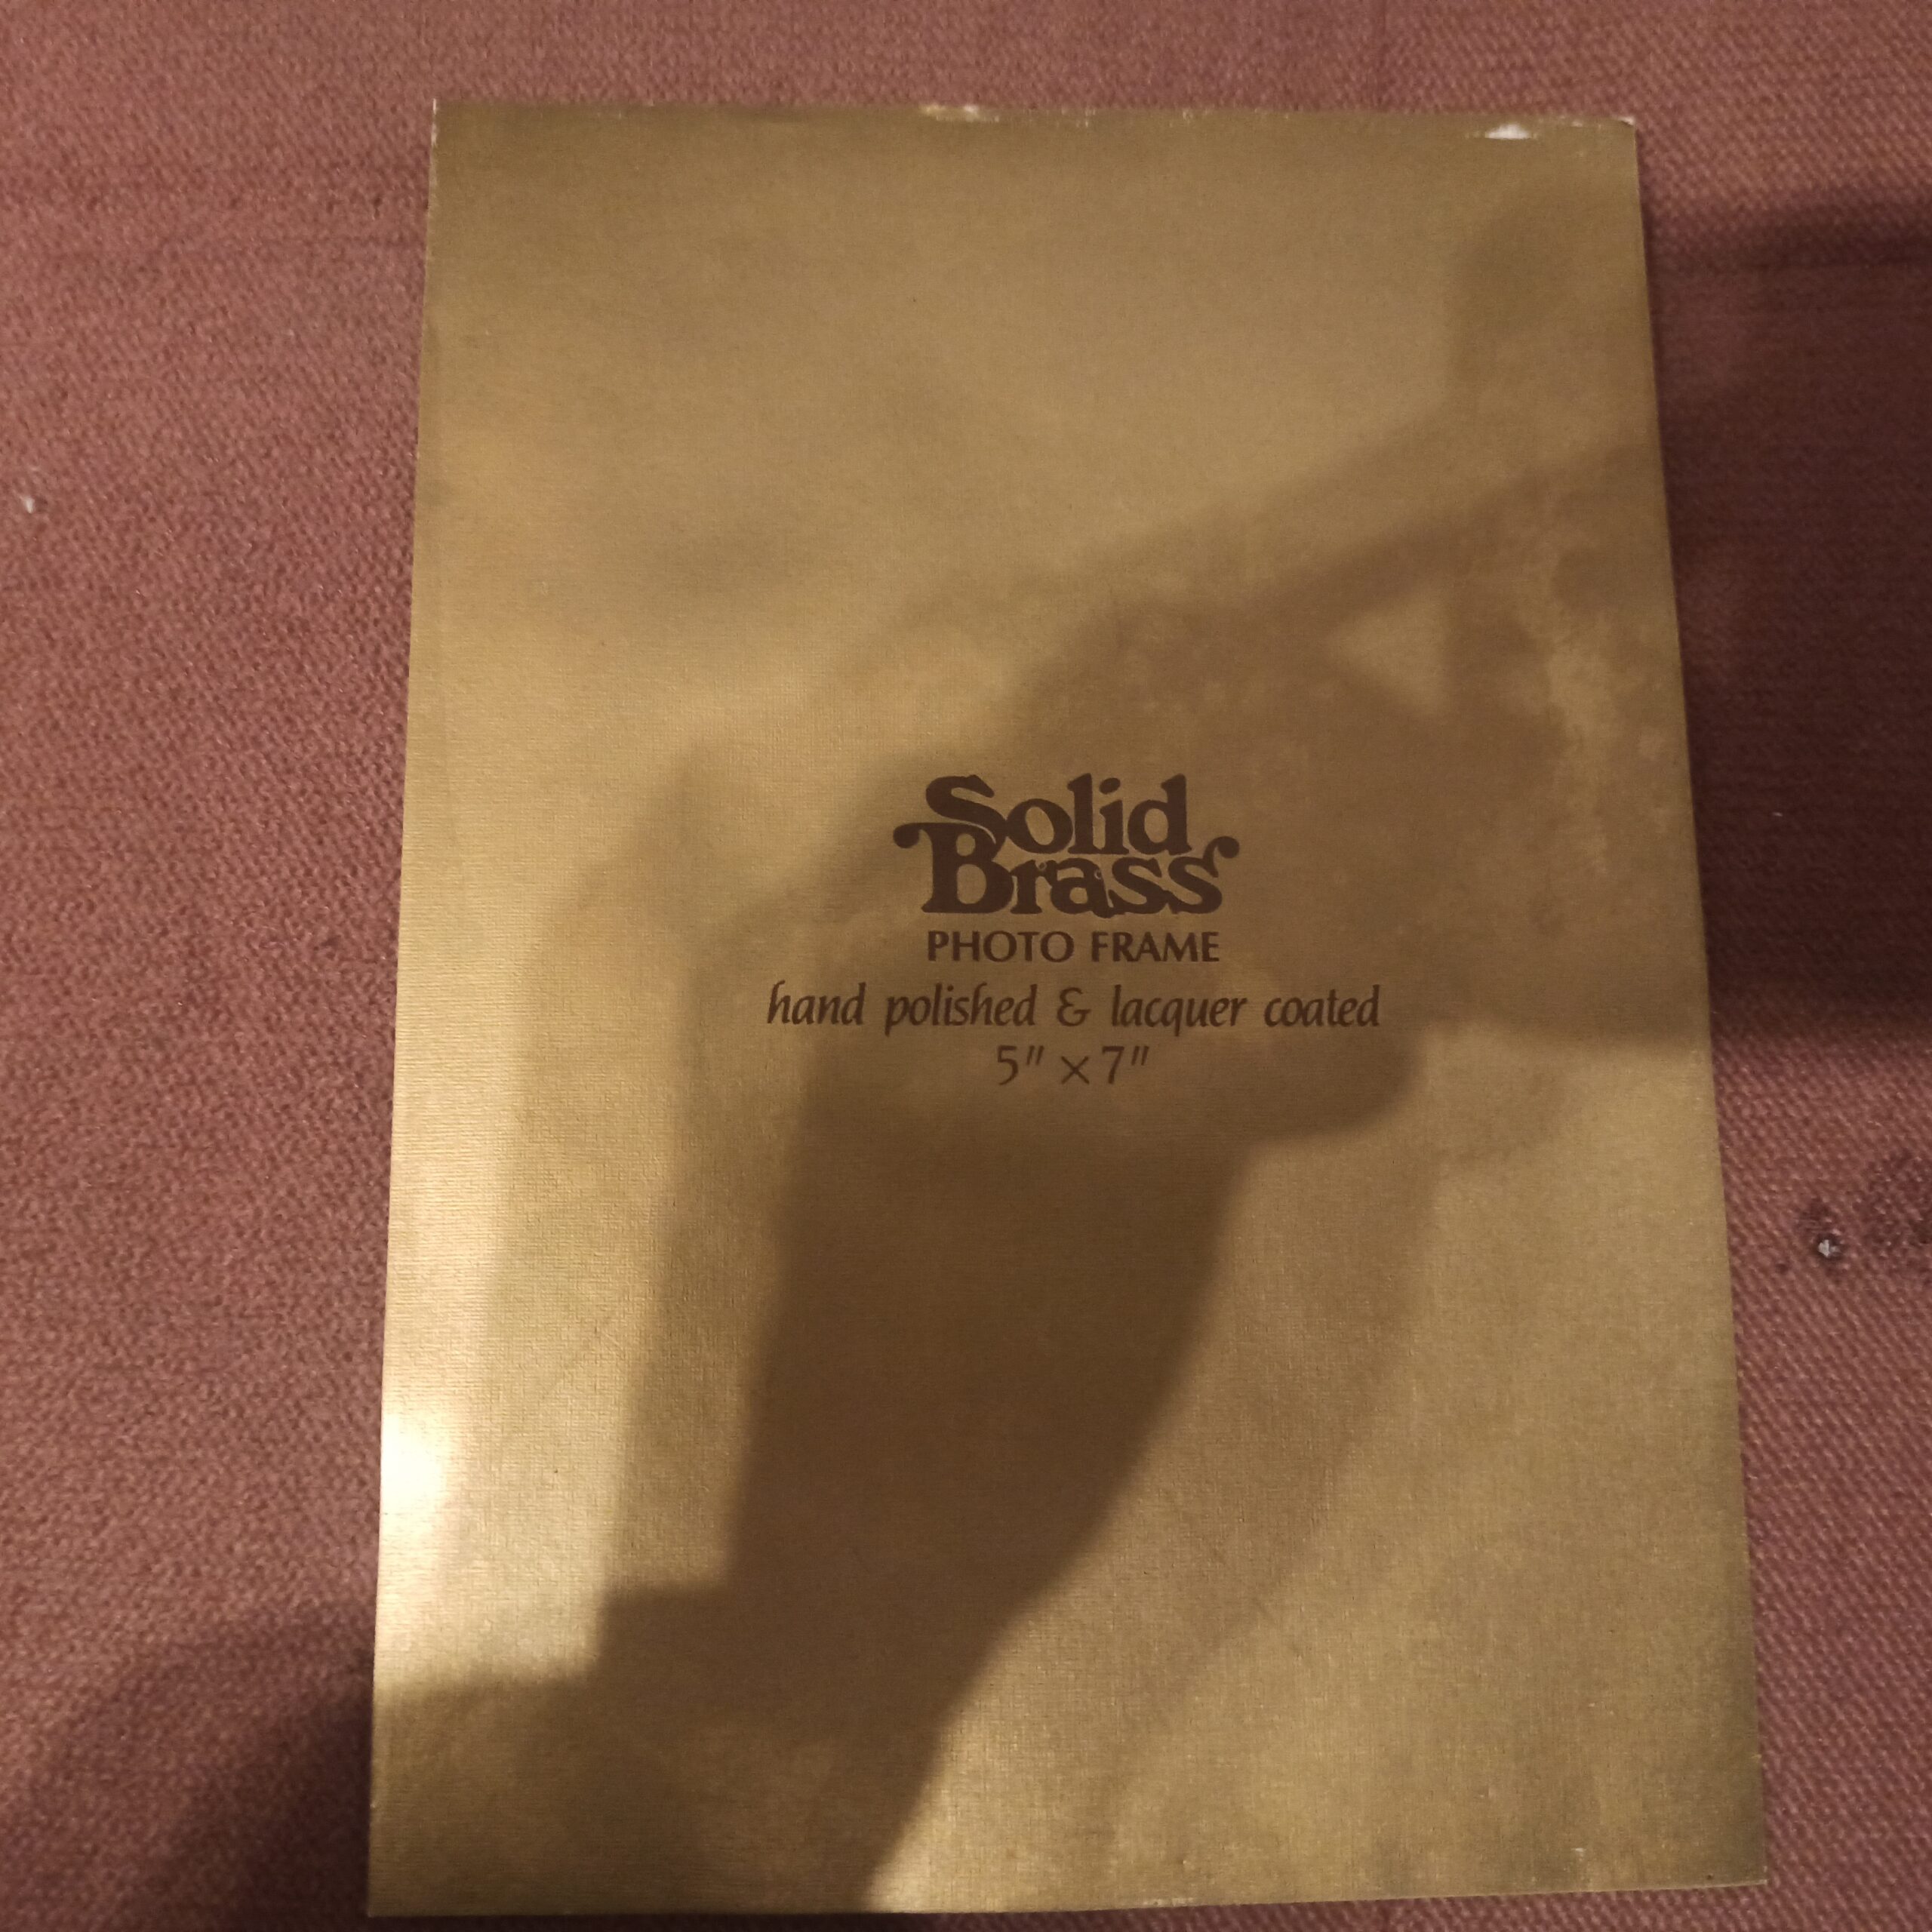 Solid
Brass
PHOTO FRAME
hand polished & lacquer coated
5" × 7"